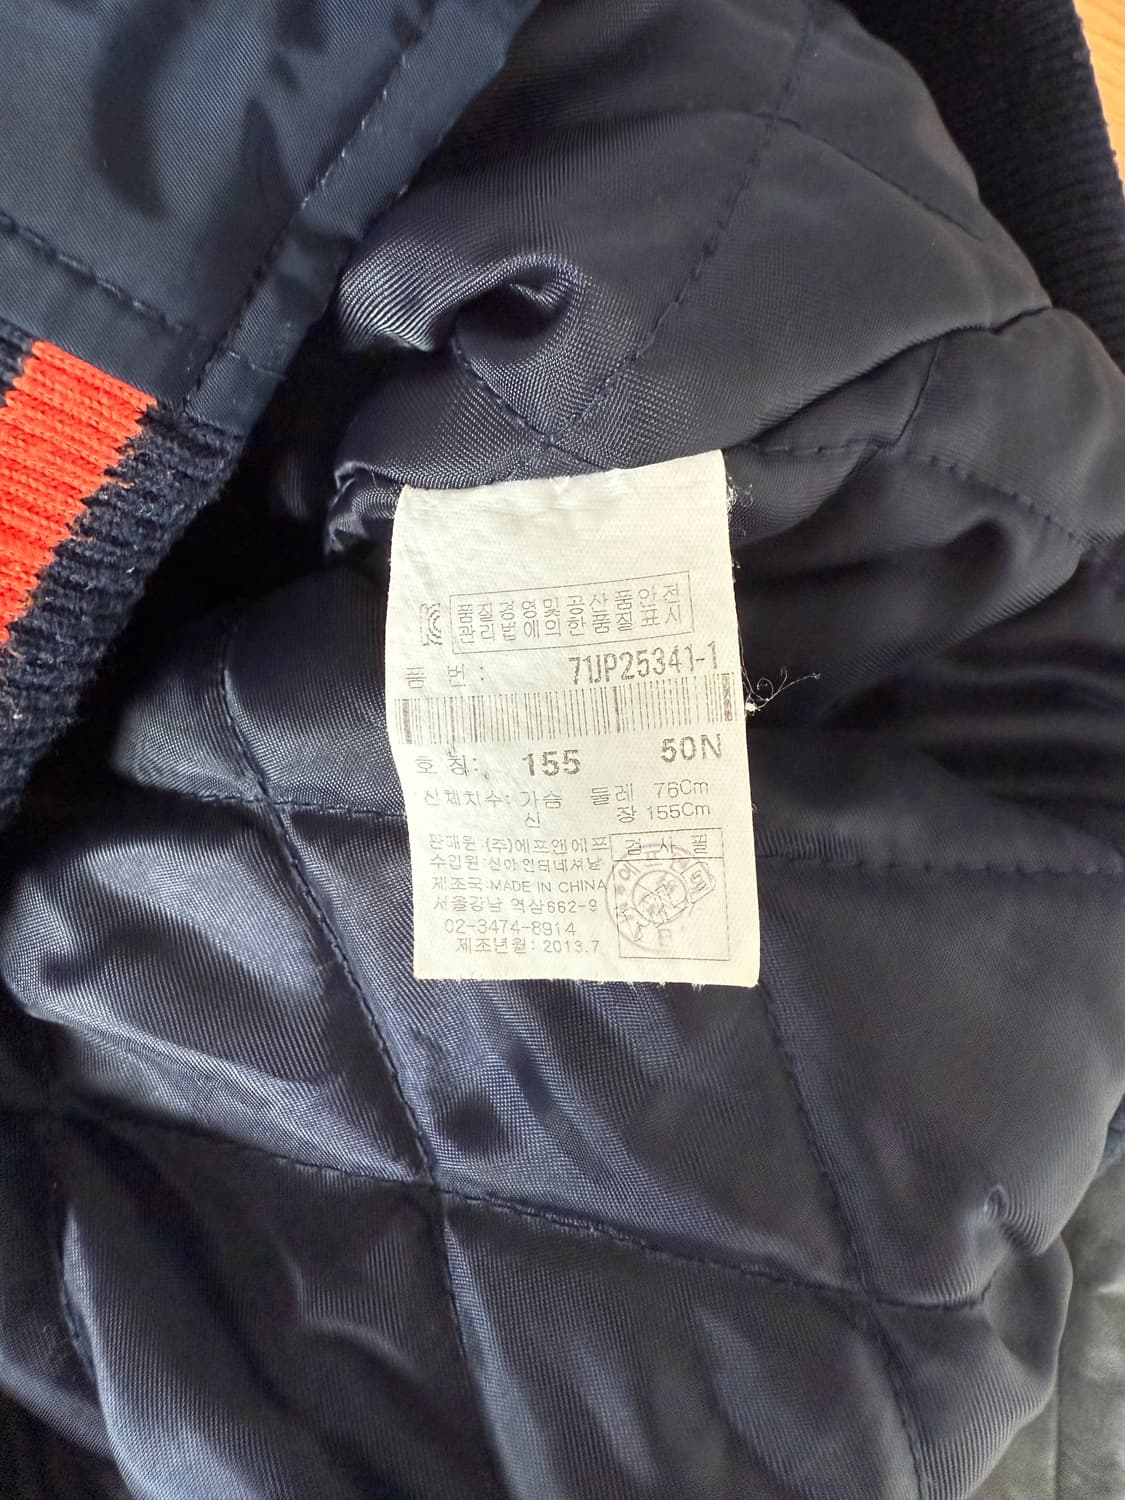 품질경영및공산품안전
관리법에의한품질표시
품 번 : 71JP25341-1
호 칭: 155 50N
신체치수: 가슴 둘레 76Cm
신 장 155Cm
판매원:(주)에프앤에프
수입원:신아인터내셔날
제조국:MADE IN CHINA
서울강남 역삼662-9
02-3474-8914
제조년월: 2013.7
검 사 필